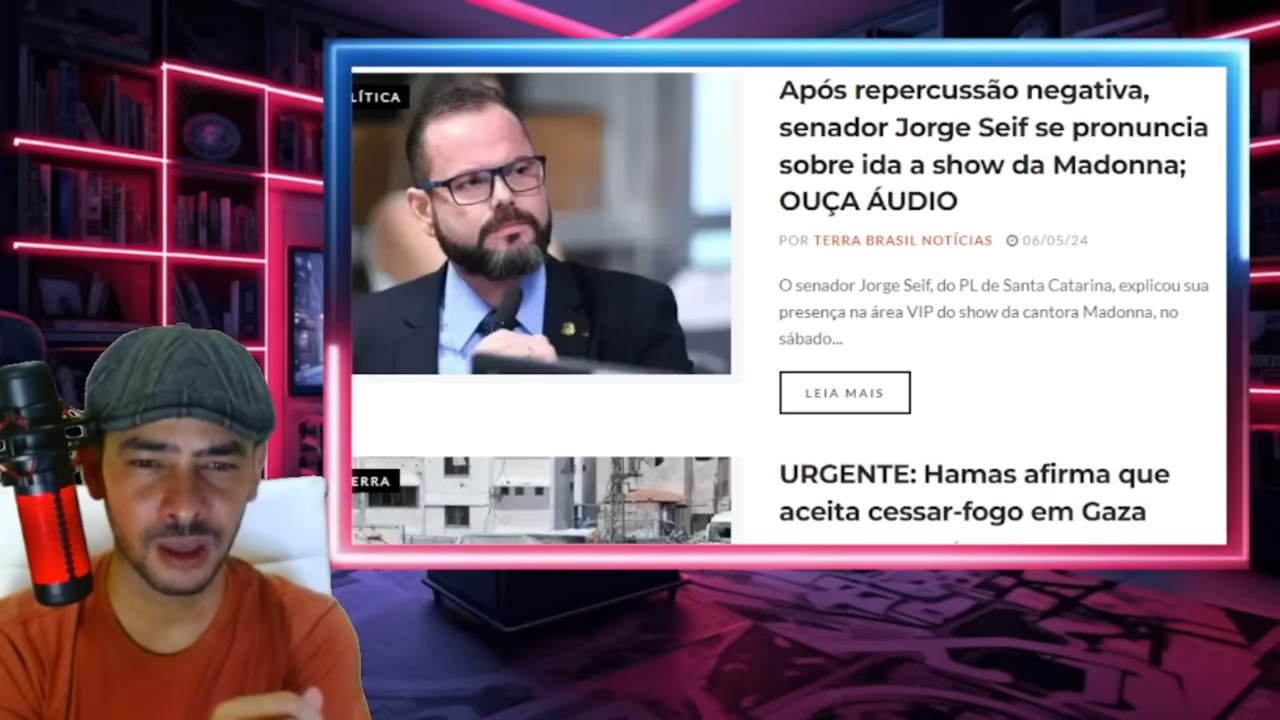 LÍTICA
Após repercussão negativa,
senador Jorge Seif se pronuncia
sobre ida a show da Madonna;
OUÇA ÁUDIO
POR TERRA BRASIL NOTÍCIAS 06/05/24
O senador Jorge Seif, do PL de Santa Catarina, explicou sua
presença na área VIP do show da cantora Madonna, no
sábado...
LEIA MAIS
ERRA
URGENTE: Hamas afirma que
aceita cessar-fogo em Gaza